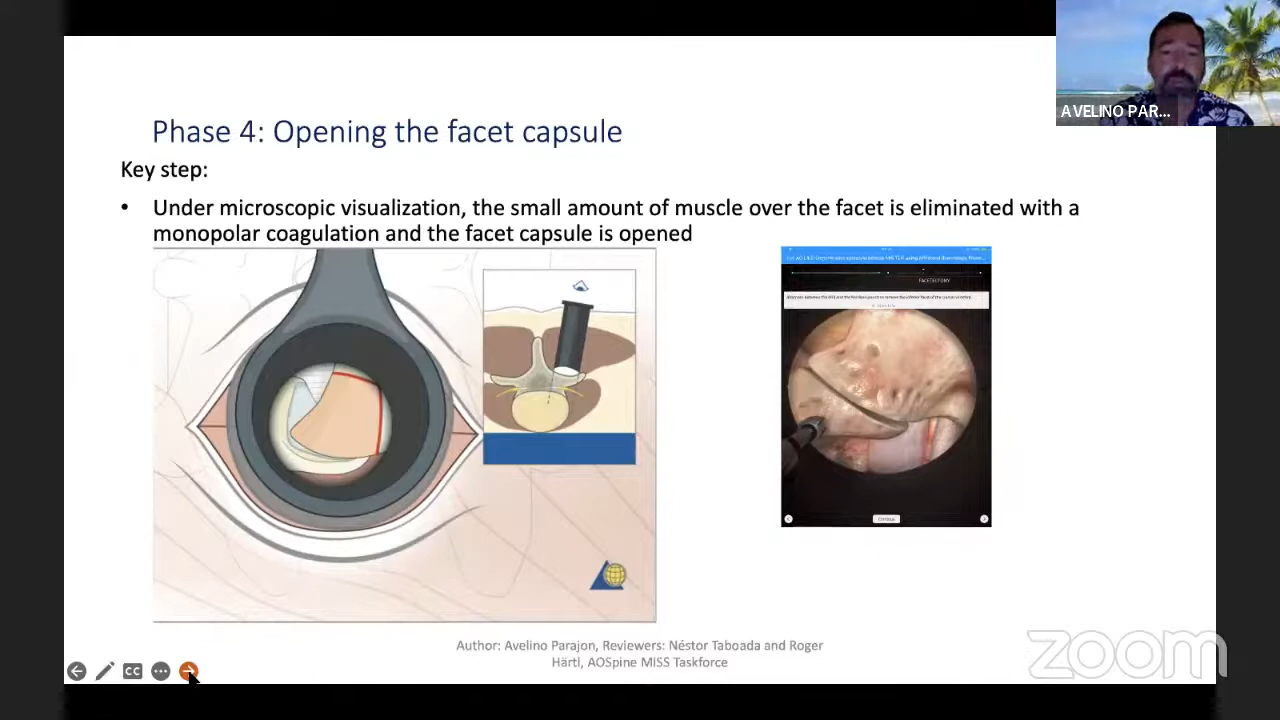 AVELINO PAR...
Phase 4: Opening the facet capsule
Key step:
• Under microscopic visualization, the small amount of muscle over the facet is eliminated with a
monopolar coagulation and the facet capsule is opened
FACETECTOMY
Author: Avelino Parajon, Reviewers: Néstor Taboada and Roger
Härtl, AOSpine MISS Taskforce
CC
zoom